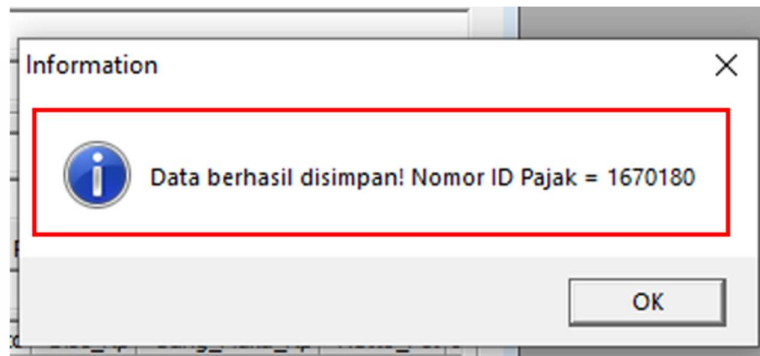 Information
Data berhasil disimpan! Nomor ID Pajak = 1670180
OK